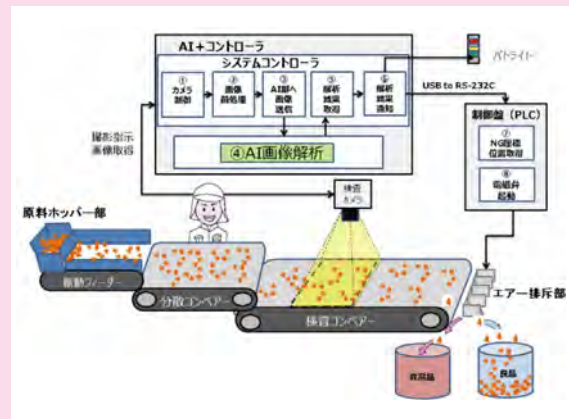 AI+コントローラ
システムコントローラ
①
カメラ
制御
②
画像
前処理
③
AI部へ
画像
送信
⑤
解析
結果
取得
⑥
解析
結果
通知
④AI画像解析
パトライト
USB to RS-232C
制御盤（PLC）
⑦
NG座標
位置取得
⑧
電磁弁
起動
撮影指示
画像取得
検査
カメラ
原料ホッパー部
振動フィーダー
分散コンベアー
検査コンベアー
エアー排斥部
良品